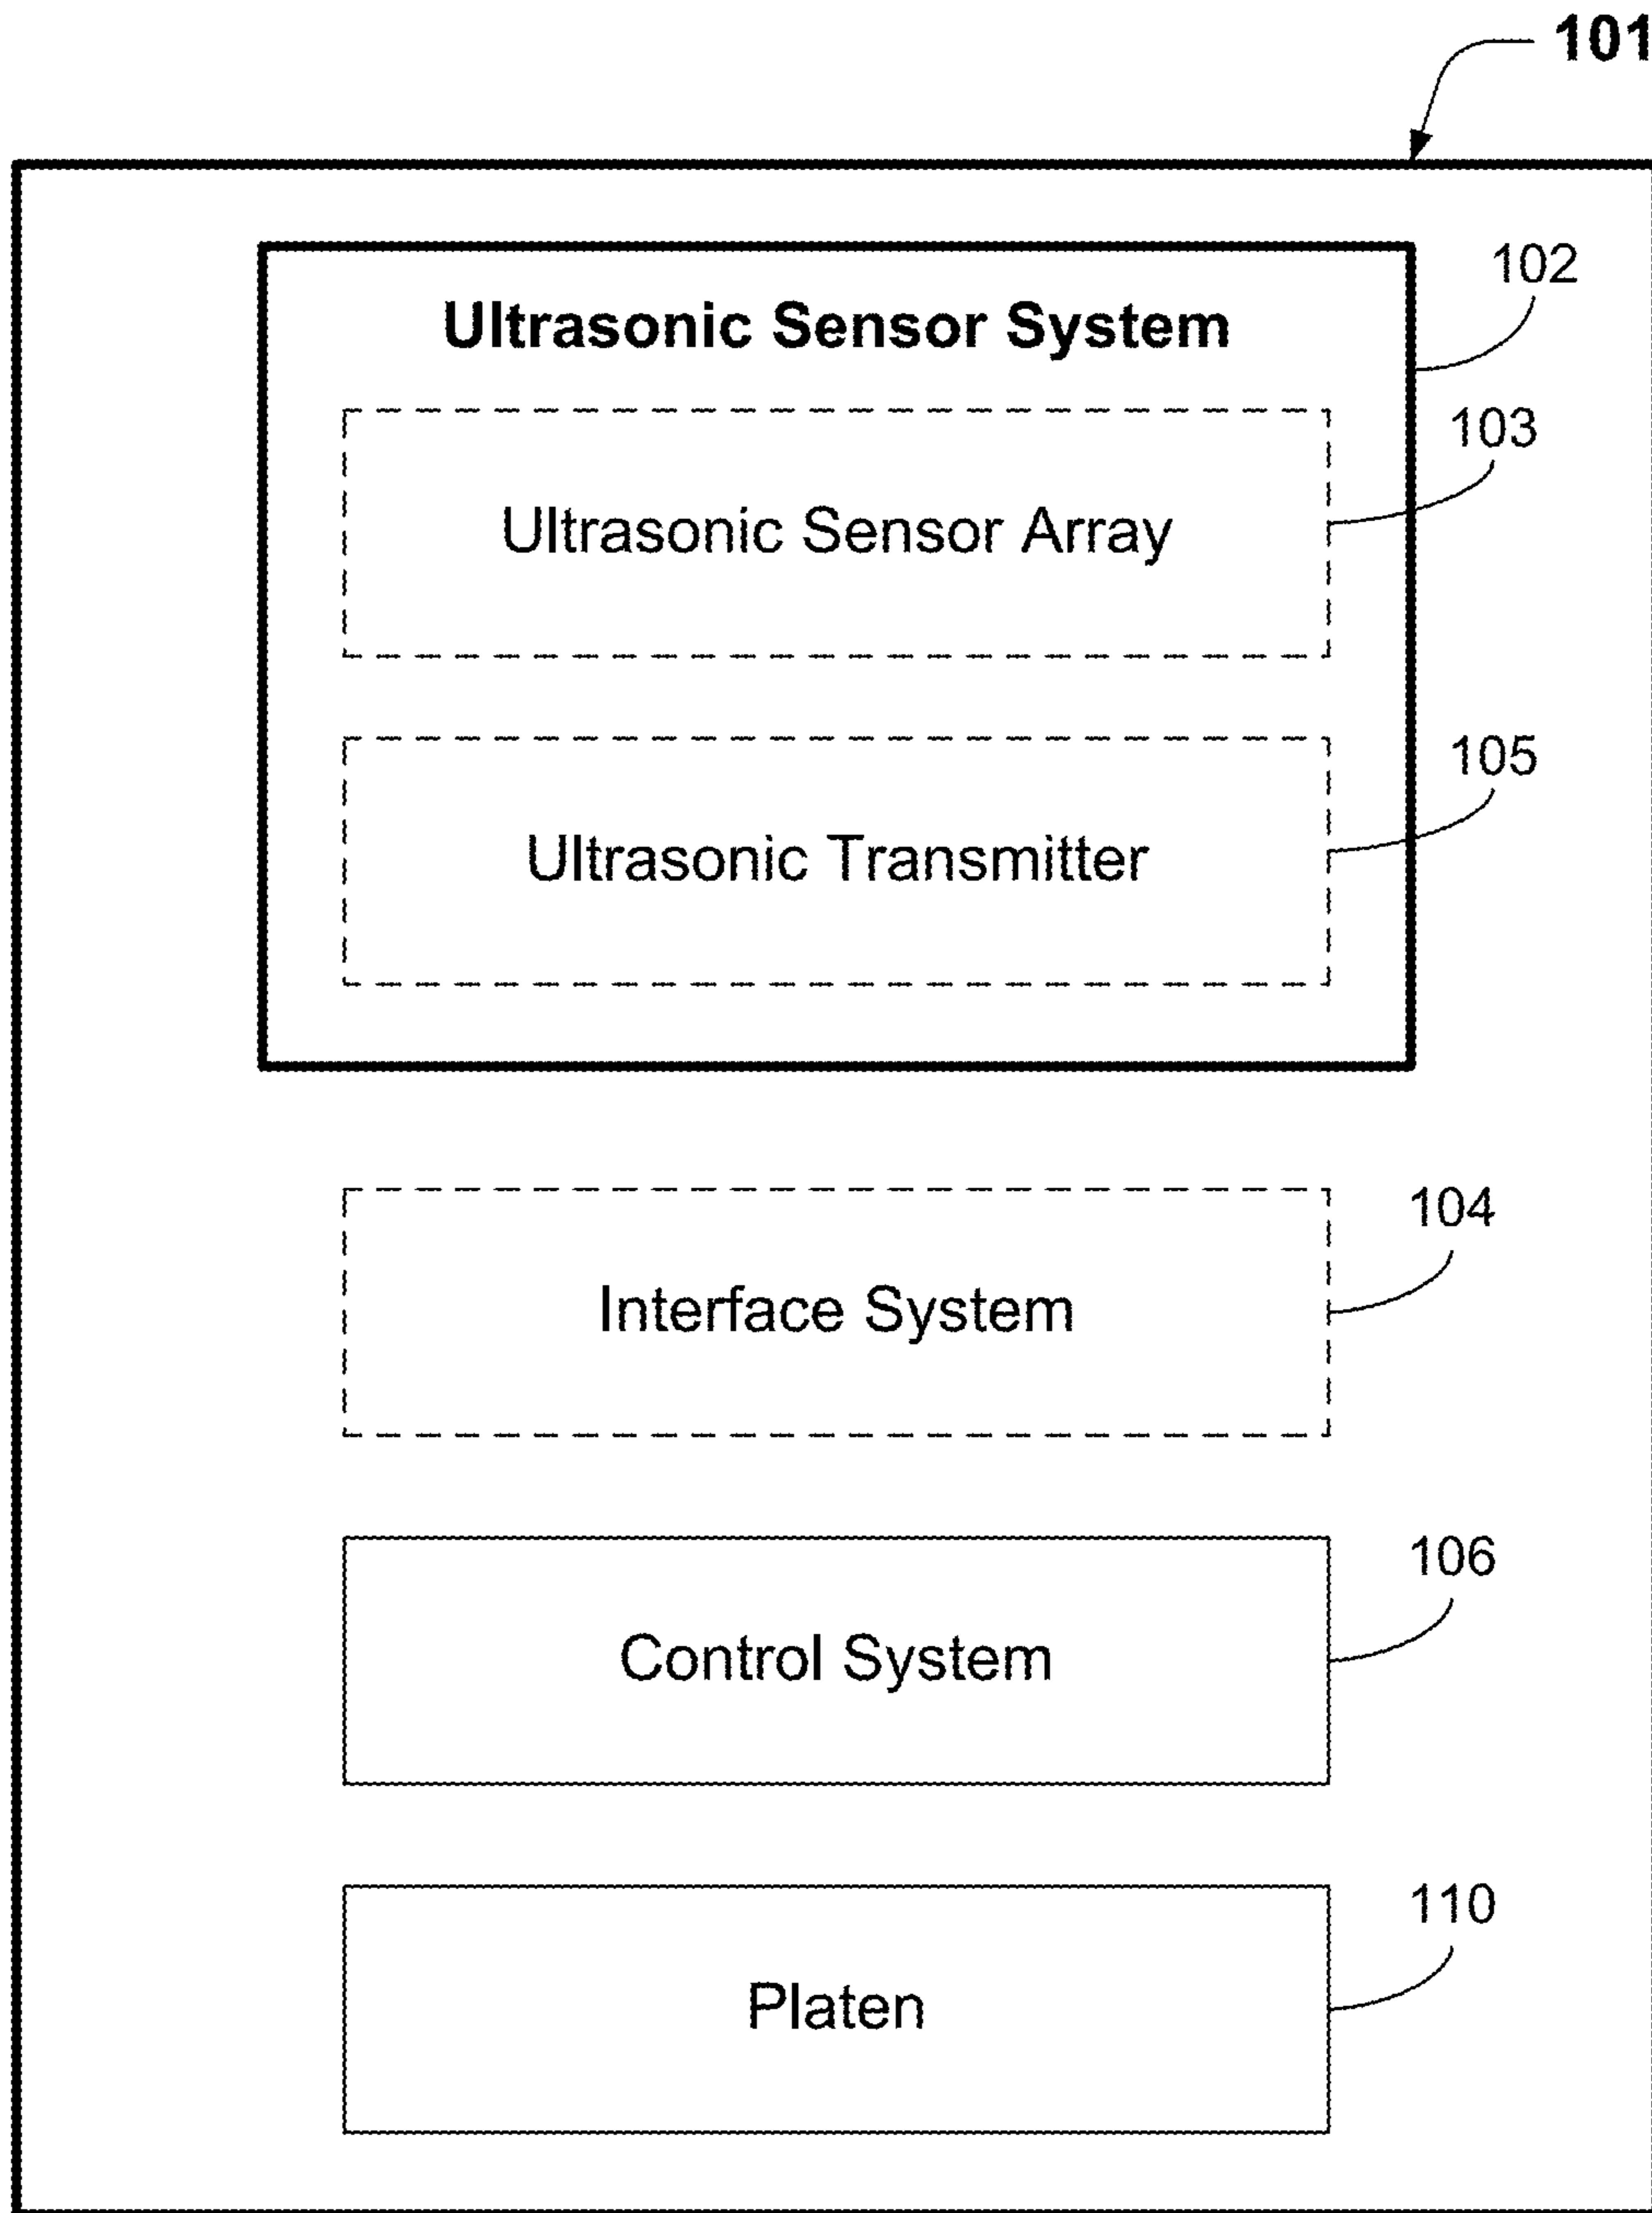 101
102
Ultrasonic Sensor System
103
Ultrasonic Sensor Array
105
Ultrasonic Transmitter
104
Interface System
106
Control System
110
Platen